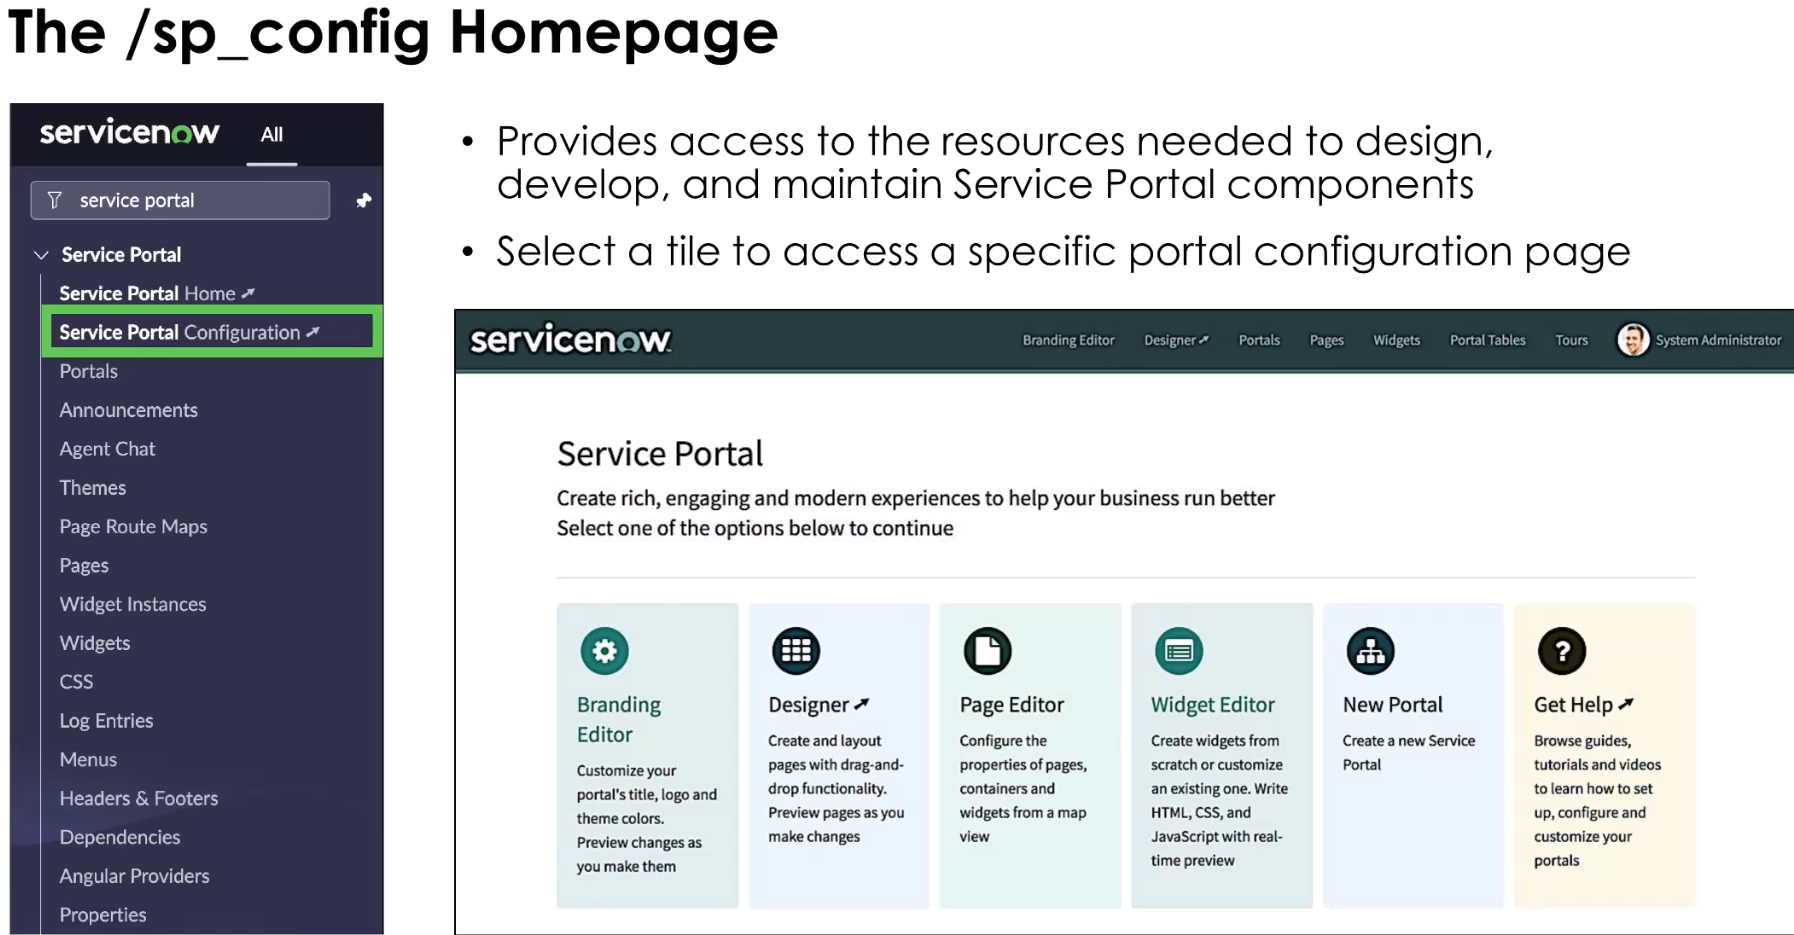 The /sp_config Homepage
servicenow All
service portal
Service Portal
Service Portal Home
Service Portal Configuration
Portals
Announcements
Agent Chat
Themes
Page Route Maps
Pages
Widget Instances
Widgets
CSS
Log Entries
Menus
Headers & Footers
Dependencies
Angular Providers
Properties
• Provides access to the resources needed to design,
develop, and maintain Service Portal components
• Select a tile to access a specific portal configuration page
servicenow. Branding Editor Designer Portals Pages Widgets Portal Tables Tours System Administrator
Service Portal
Create rich, engaging and modern experiences to help your business run better
Select one of the options below to continue
Branding
Editor
Customize your
portal's title, logo and
theme colors.
Preview changes as
you make them
Designer
Create and layout
pages with drag-and-
drop functionality.
Preview pages as you
make changes
Page Editor
Configure the
properties of pages,
containers and
widgets from a map
view
Widget Editor
Create widgets from
scratch or customize
an existing one. Write
HTML, CSS, and
JavaScript with real-
time preview
New Portal
Create a new Service
Portal
?
Get Help
Browse guides,
tutorials and videos
to learn how to set
up, configure and
customize your
portals